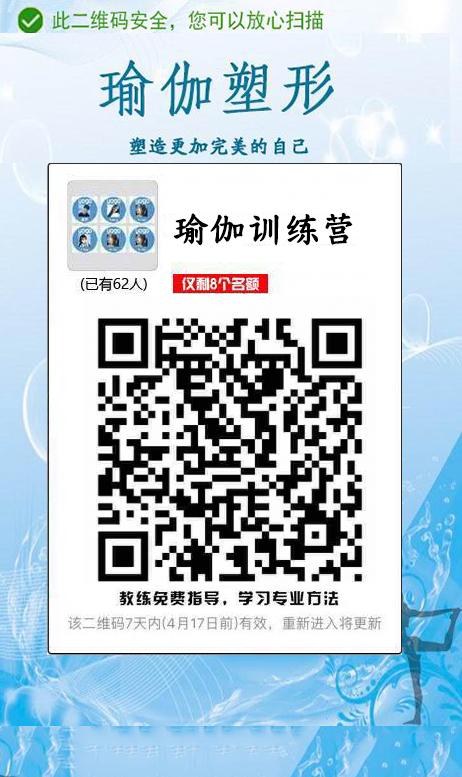 此二维码安全，您可以放心扫描
瑜伽塑形
塑造更加完美的自己
瑜伽训练营
(已有62人)
仅剩8个名额
教练免费指导，学习专业方法
该二维码7天内(4月17日前)有效，重新进入将更新